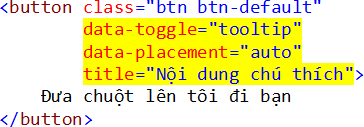 <button class="btn btn-default"
data-toggle="tooltip"
data-placement="auto"
title="Nội dung chú thích">
Đưa chuột lên tôi đi bạn
</button>